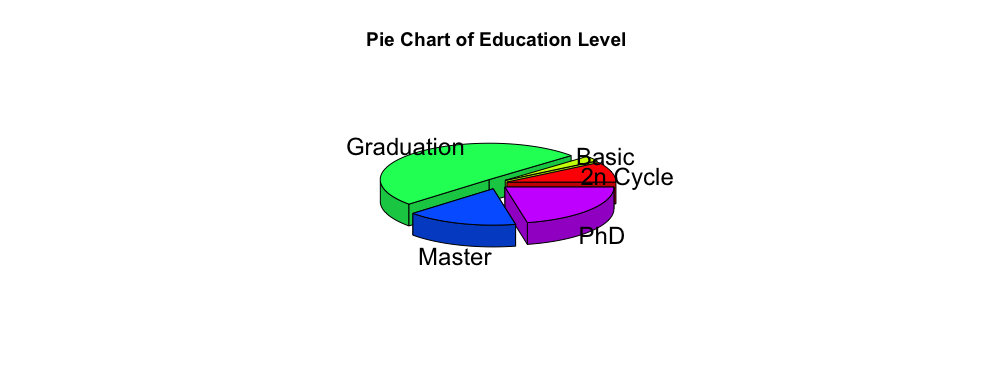 Pie Chart of Education Level
Graduation
Basic
2n Cycle
PhD
Master